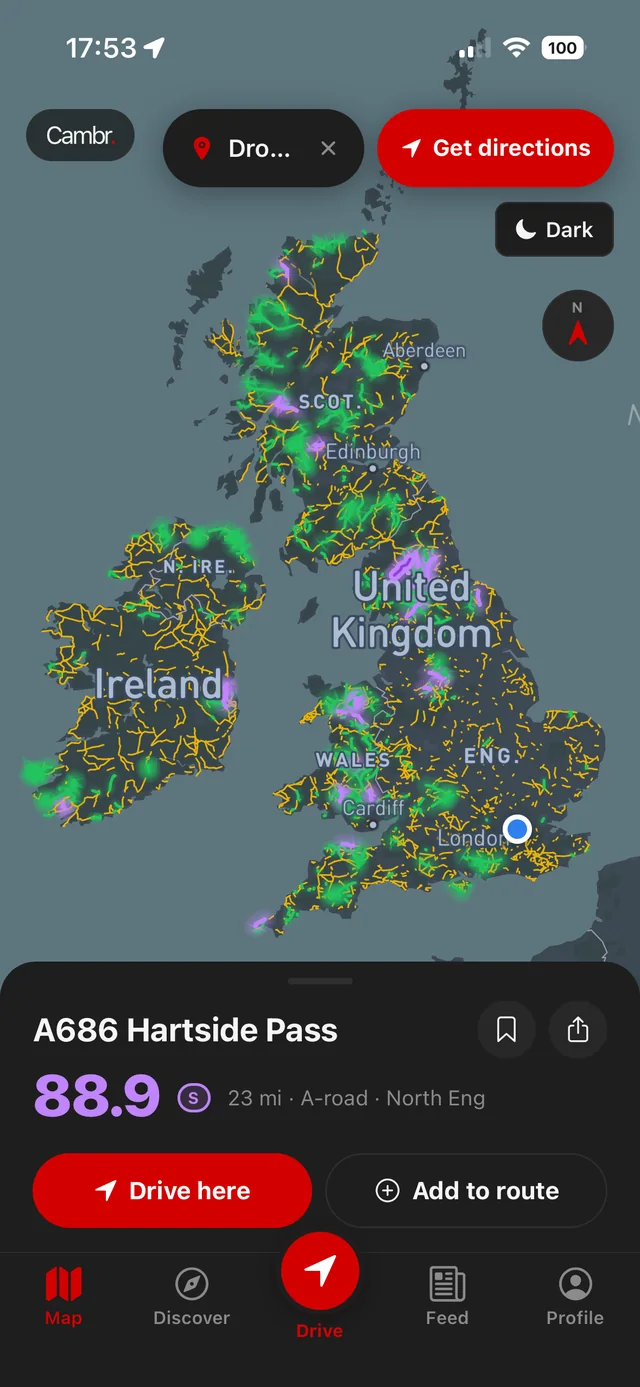 17:53
100
Cambr.
Dro...
Get directions
Dark
N
Aberdeen
SCOT.
Edinburgh
N. IRE.
United
Kingdom
Ireland
WALES
ENG.
Cardiff
London
N
A686 Hartside Pass
88.9 S 23 mi · A-road · North Eng
Drive here
Add to route
Map
Discover
Drive
Feed
Profile